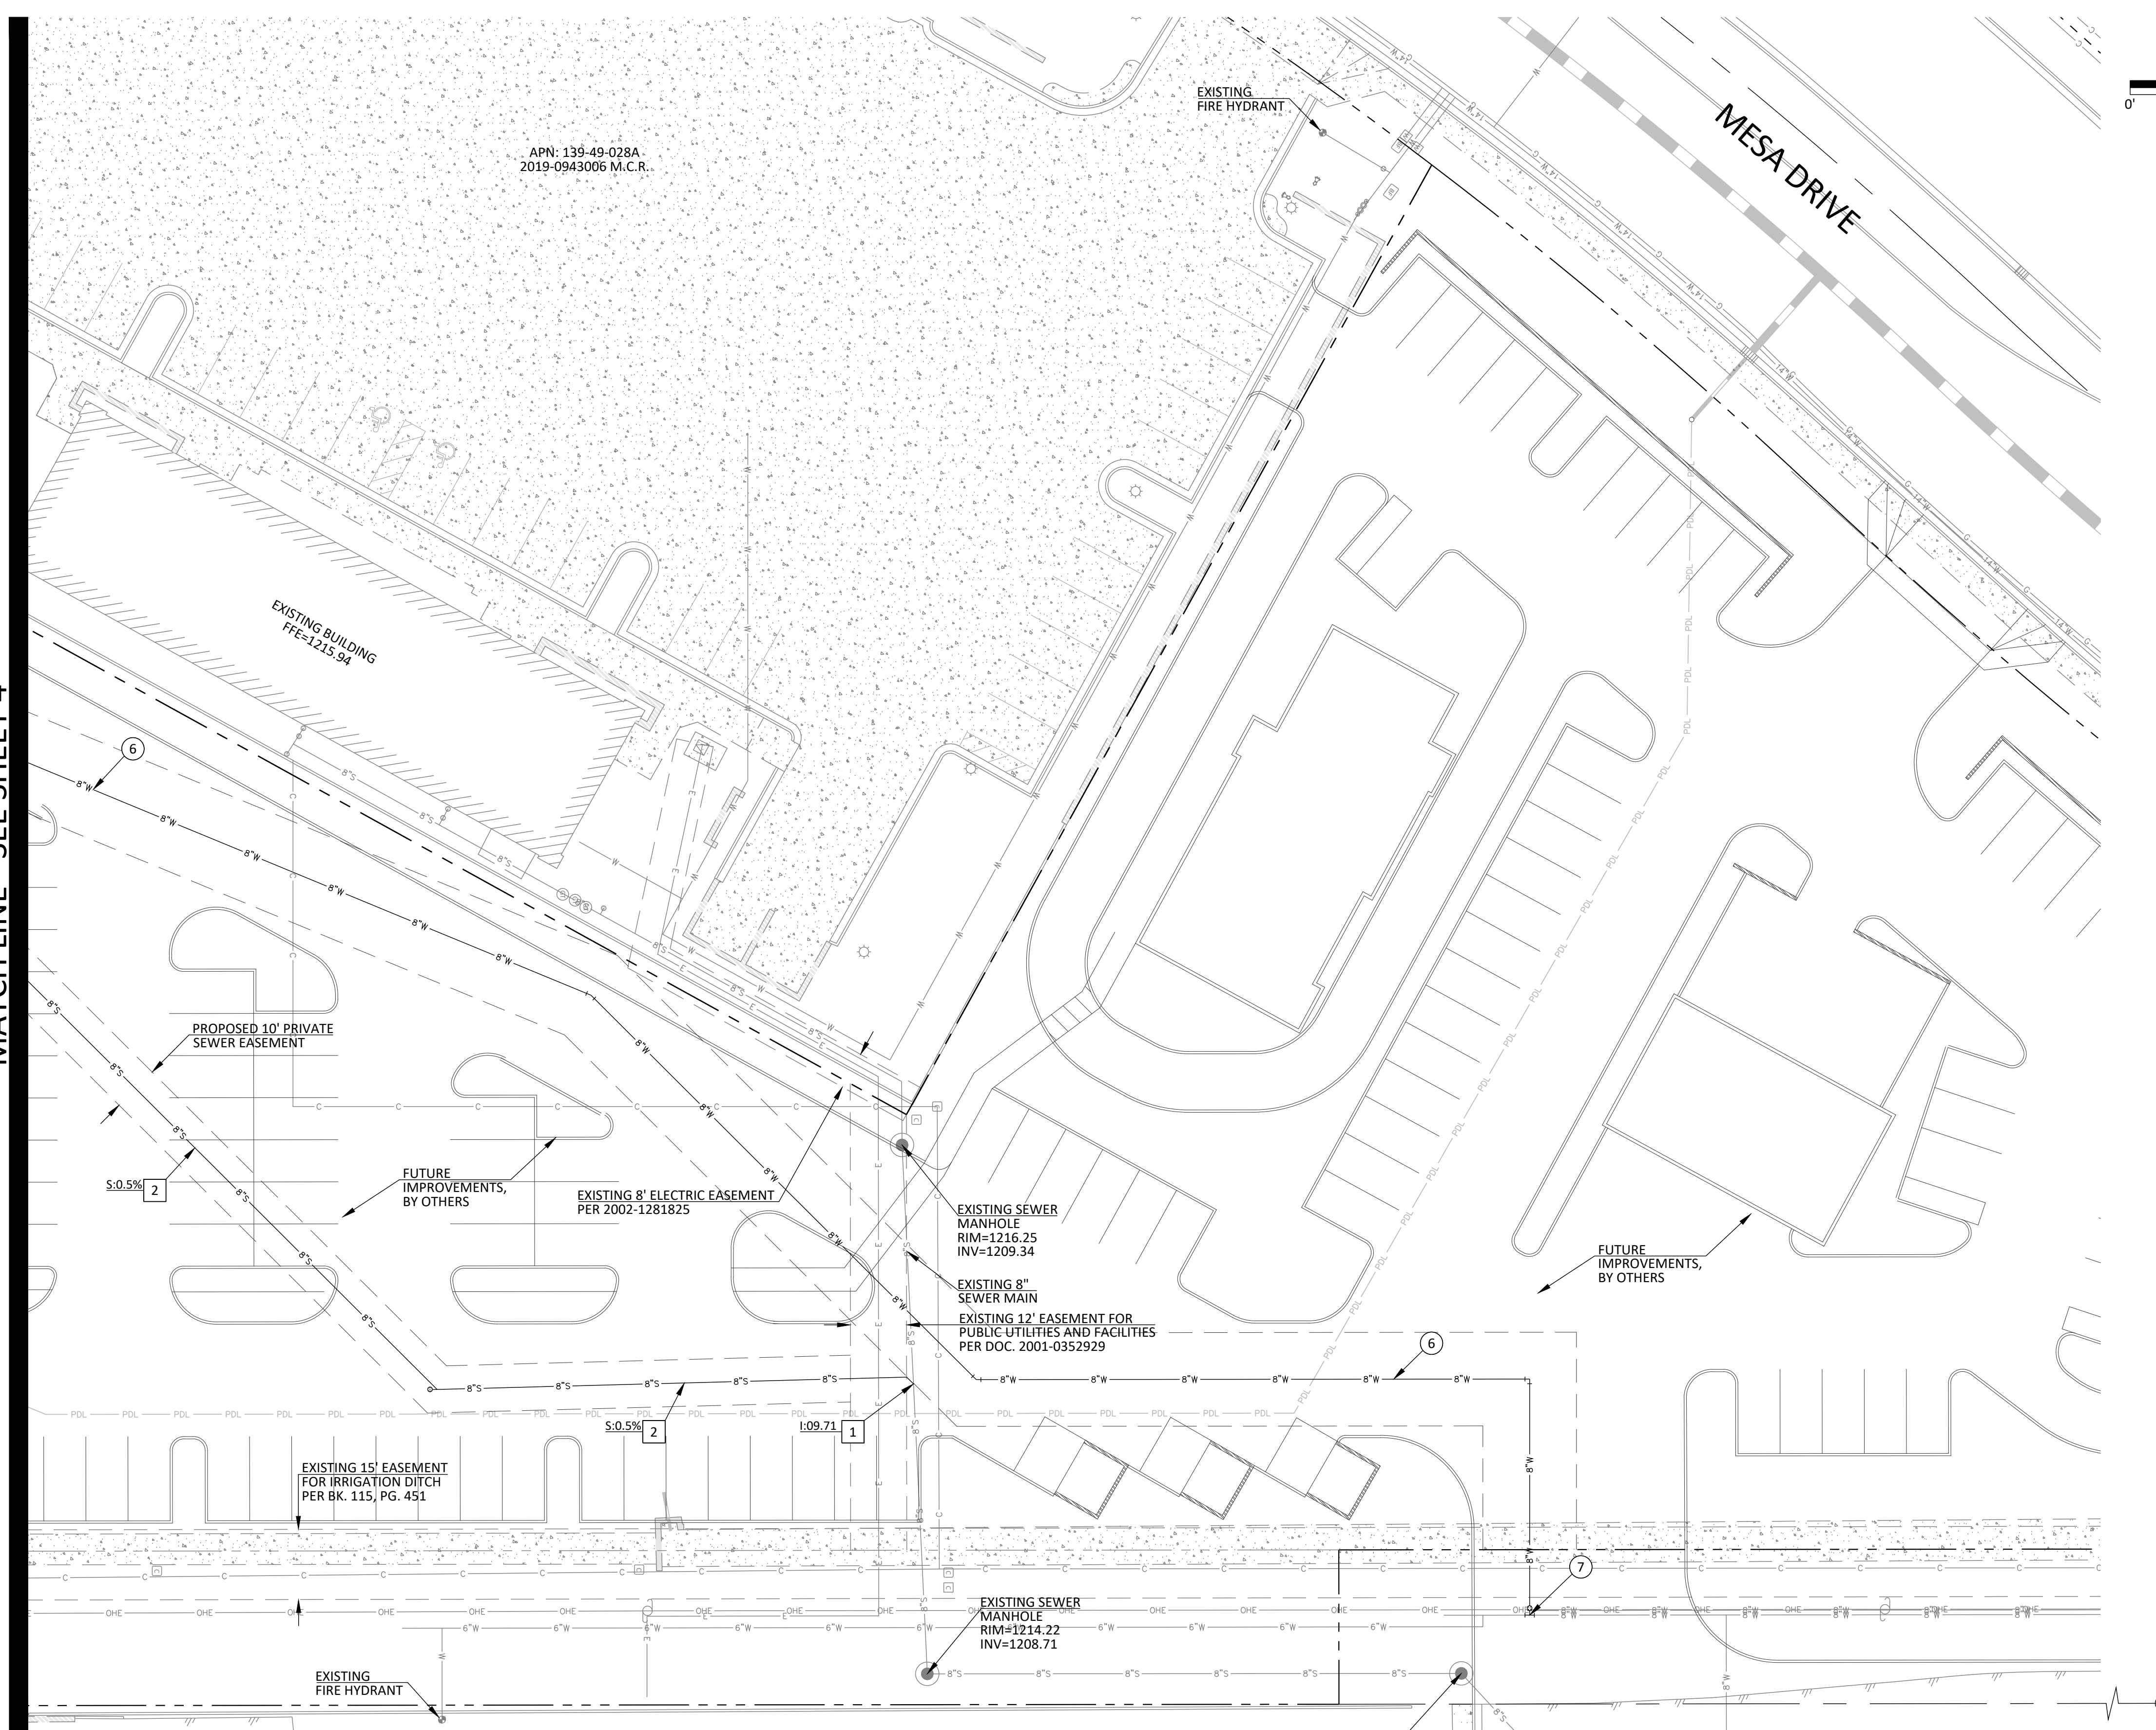 0'
EXISTING
FIRE HYDRANT
MESA DRIVE
APN: 139-49-028A
2019-0943006 M.C.R.
EXISTING BUILDING
FFE=1215.94
6
PROPOSED 10' PRIVATE
SEWER EASEMENT
S:0.5% 2
FUTURE
IMPROVEMENTS,
BY OTHERS
EXISTING 8' ELECTRIC EASEMENT
PER 2002-1281825
EXISTING SEWER
MANHOLE
RIM=1216.25
INV=1209.34
EXISTING 8"
SEWER MAIN
EXISTING 12' EASEMENT FOR
PUBLIC UTILITIES AND FACILITIES
PER DOC. 2001-0352929
FUTURE
IMPROVEMENTS,
BY OTHERS
6
S:0.5% 2
I:09.71 1
EXISTING 15' EASEMENT
FOR IRRIGATION DITCH
PER BK. 115, PG. 451
7
EXISTING SEWER
MANHOLE
RIM=1214.22
INV=1208.71
EXISTING
FIRE HYDRANT
8"W
8"S
14"W
6"W
PDL
OHE
C
E
G
W